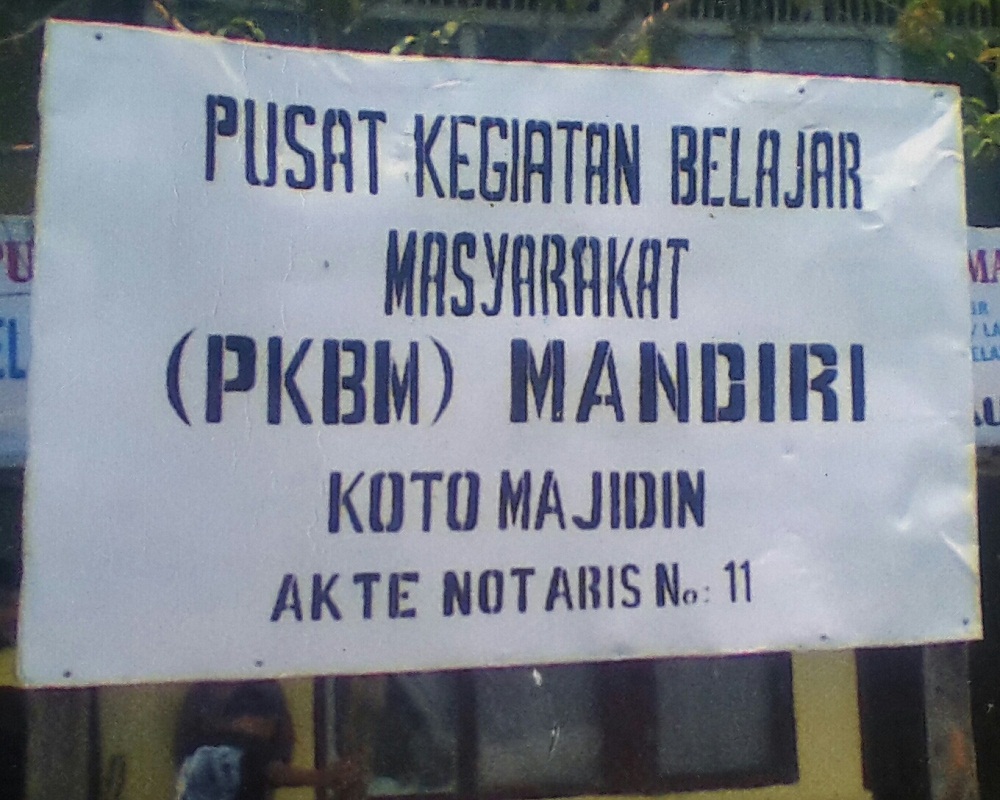 PUSAT KEGIATAN BELAJAR
MASYARAKAT
(PKBM) MANDIRI
KOTO MAJIDIN
AKTE NOTARIS No: 11